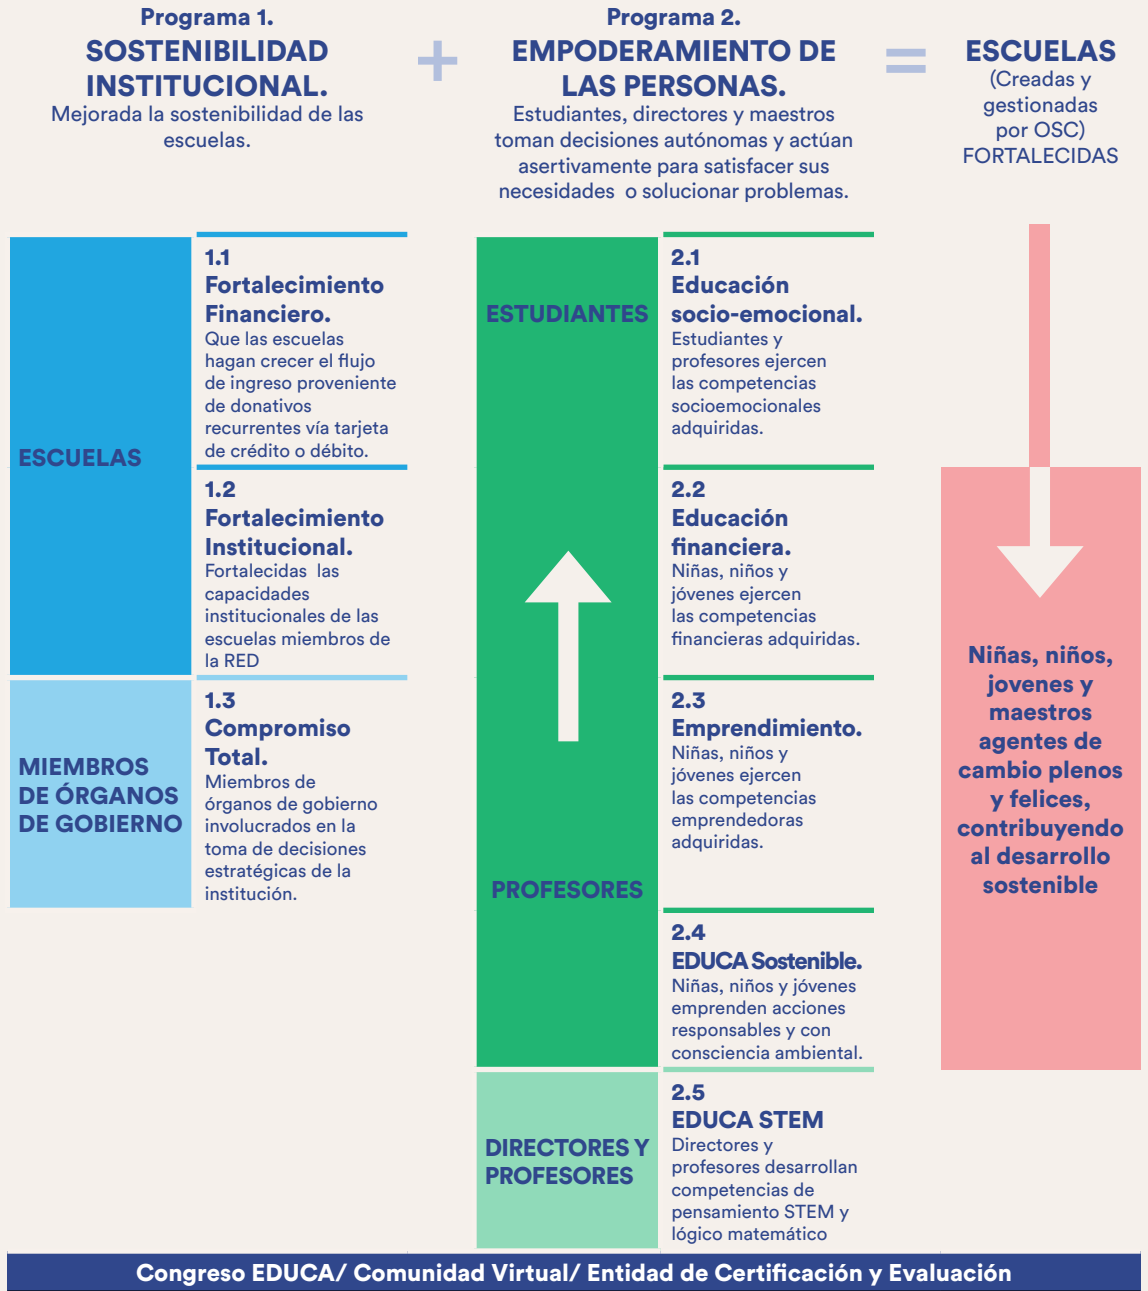 Programa 1.
SOSTENIBILIDAD
INSTITUCIONAL.
Mejorada la sostenibilidad de las
escuelas.
+
Programa 2.
EMPODERAMIENTO DE
LAS PERSONAS.
Estudiantes, directores y maestros
toman decisiones autónomas y actúan
asertivamente para satisfacer sus
necesidades o solucionar problemas.
=
ESCUELAS
(Creadas y
gestionadas
por OSC)
FORTALECIDAS
ESCUELAS
1.1
Fortalecimiento
Financiero.
Que las escuelas
hagan crecer el flujo
de ingreso proveniente
de donativos
recurrentes vía tarjeta
de crédito o débito.
1.2
Fortalecimiento
Institucional.
Fortalecidas las
capacidades
institucionales de las
escuelas miembros de
la RED
MIEMBROS
DE ÓRGANOS
DE GOBIERNO
1.3
Compromiso
Total.
Miembros de
órganos de gobierno
involucrados en la
toma de decisiones
estratégicas de la
institución.
ESTUDIANTES
PROFESORES
2.1
Educación
socio-emocional.
Estudiantes y
profesores ejercen
las competencias
socioemocionales
adquiridas.
2.2
Educación
financiera.
Niñas, niños y
jóvenes ejercen
las competencias
financieras adquiridas.
2.3
Emprendimiento.
Niñas, niños y
jóvenes ejercen
las competencias
emprendedoras
adquiridas.
2.4
EDUCA Sostenible.
Niñas, niños y jóvenes
emprenden acciones
responsables y con
consciencia ambiental.
DIRECTORES Y
PROFESORES
2.5
EDUCA STEM
Directores y
profesores desarrollan
competencias de
pensamiento STEM y
lógico matemático
Niñas, niños,
jovenes y
maestros
agentes de
cambio plenos
y felices,
contribuyendo
al desarrollo
sostenible
Congreso EDUCA/ Comunidad Virtual/ Entidad de Certificación y Evaluación